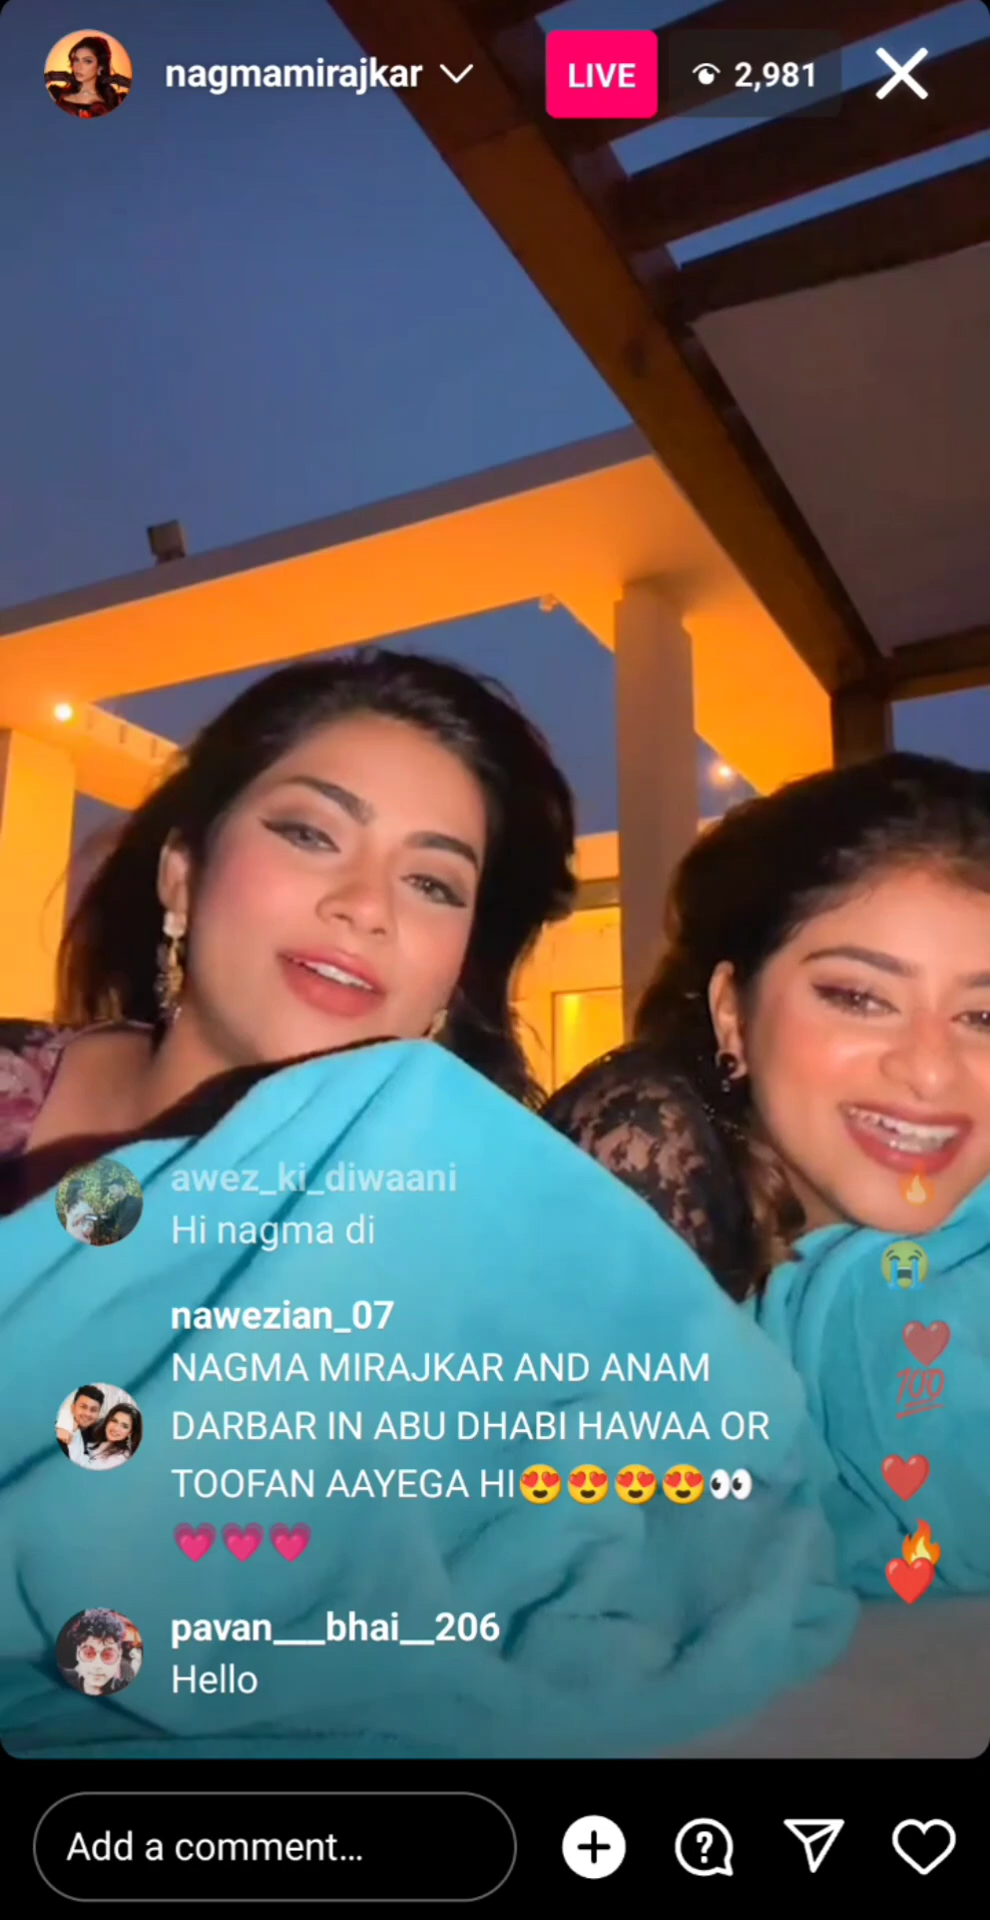 nagmamirajkar
LIVE
2,981
awez_ki_diwaani
Hi nagma di
nawezian_07
NAGMA MIRAJKAR AND ANAM
DARBAR IN ABU DHABI HAWAA OR
TOOFAN AAYEGA HI😍😍😍😍👀
💗💗💗
💯
pavan___bhai__206
Hello
Add a comment...